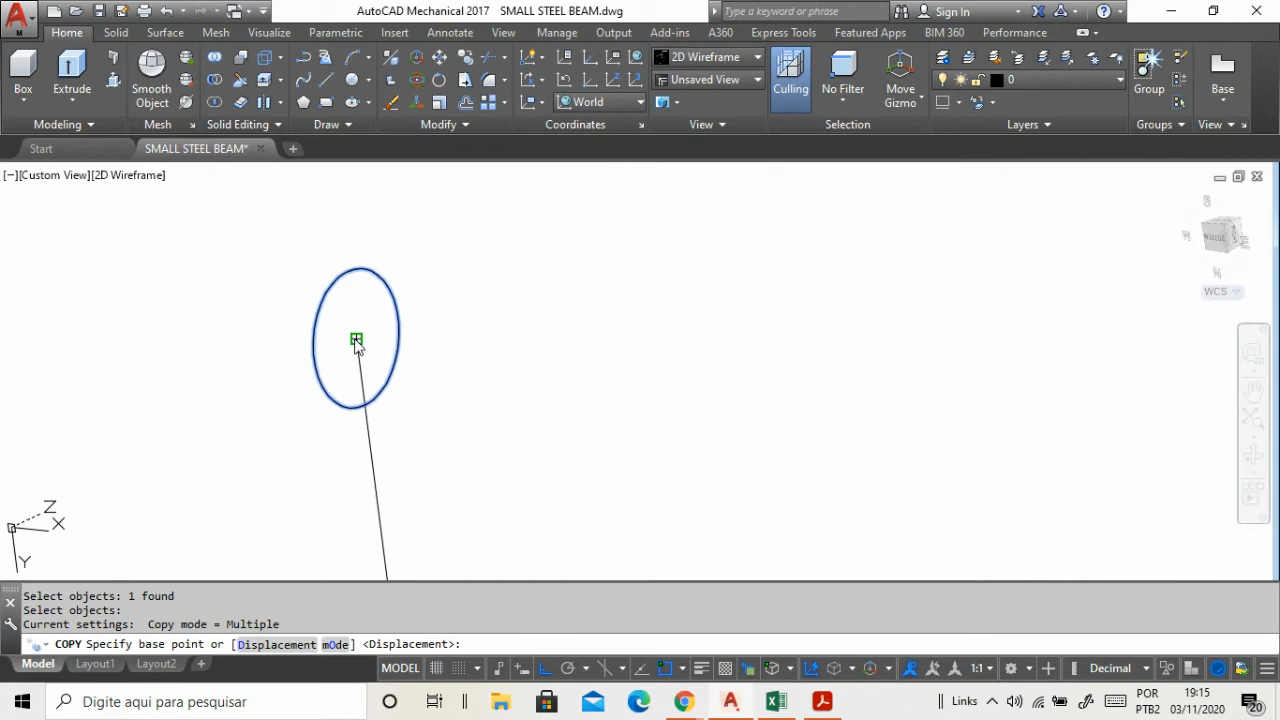 AutoCAD Mechanical 2017 SMALL STEEL BEAM.dwg
Type a keyword or phrase
Sign In
Home Solid Surface Mesh Visualize Parametric Insert Annotate View Manage Output Add-ins A360 Express Tools Featured Apps BIM 360 Performance
2D Wireframe
Unsaved View
World
0
Box Extrude Smooth Object Culling No Filter Move Gizmo Group Base
Modeling Mesh Solid Editing Draw Modify Coordinates View Selection Layers Groups View
Start SMALL STEEL BEAM*
[–][Custom View][2D Wireframe]
S
BOTTOM
E
WCS
Z
X
Y
Select objects: 1 found
Select objects:
Current settings: Copy mode = Multiple
COPY Specify base point or [Displacement mOde] <Displacement>:
Model Layout1 Layout2
MODEL 1:1 Decimal
Digite aqui para pesquisar
Links
POR
PTB2
19:15
03/11/2020
20